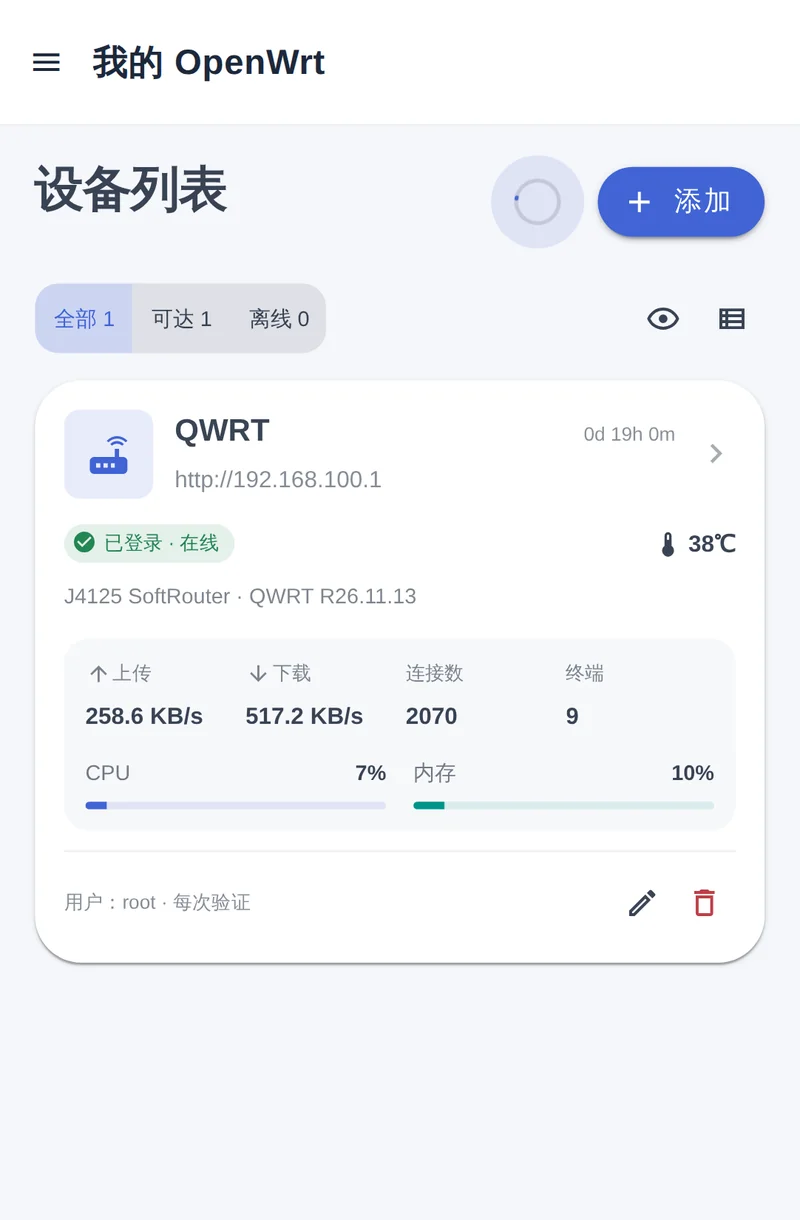 我的 OpenWrt
设备列表
添加
全部 1 可达 1 离线 0
QWRT
0d 19h 0m
http://192.168.100.1
已登录 · 在线
38℃
J4125 SoftRouter · QWRT R26.11.13
上传 下载 连接数 终端
258.6 KB/s 517.2 KB/s 2070 9
CPU 7% 内存 10%
用户：root · 每次验证